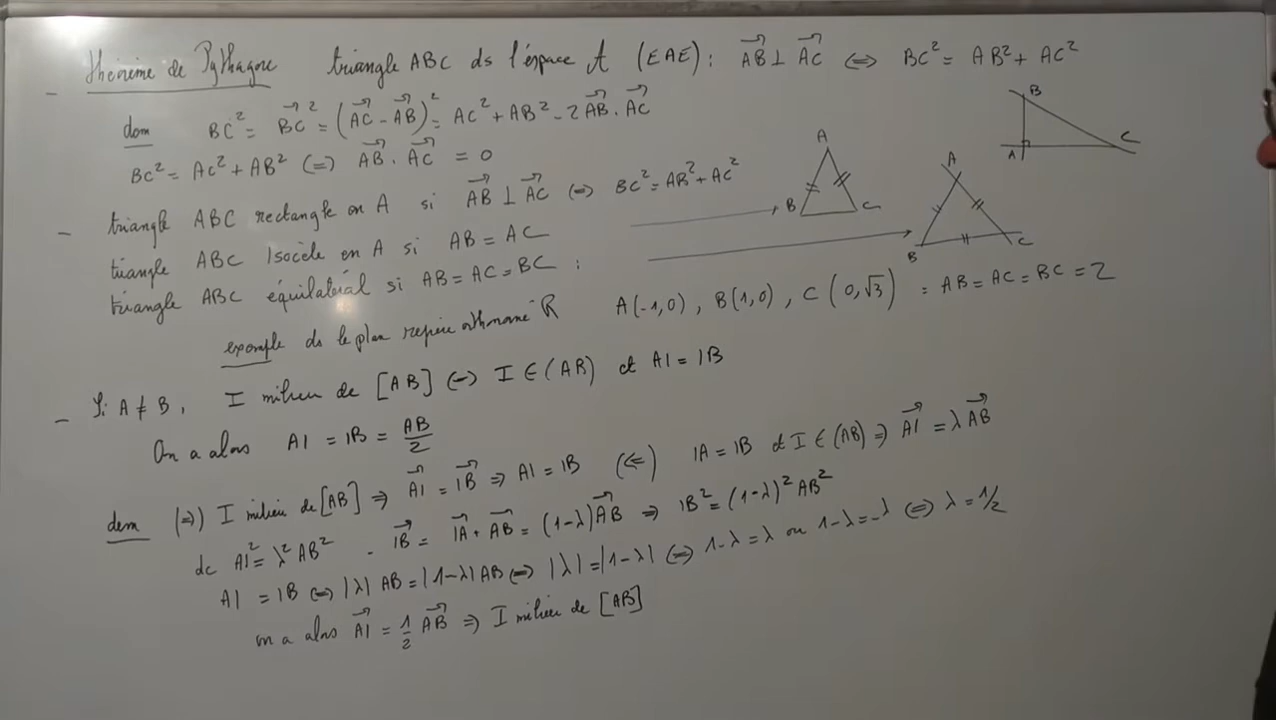 - Théorème de Pythagore triangle ABC ds l'espace A (EAE) : AB⃗ ⊥ AC⃗ ⇔ BC² = AB² + AC²
dem BC² = BC⃗² = (AC⃗ - AB⃗)² = AC² + AB² - 2 AB⃗ . AC⃗
BC² = AC² + AB² ⇔ AB⃗ . AC⃗ = 0
- triangle ABC rectangle en A si AB⃗ ⊥ AC⃗ ⇔ BC² = AB² + AC²
triangle ABC Isocèle en A si AB = AC
triangle ABC équilatéral si AB = AC = BC :
exemple ds le plan repère orthonormé R A(-1,0), B(1,0), C(0,√3) : AB = AC = BC = 2
- Si A ≠ B, I milieu de [AB] ⇔ I ∈ (AB) et AI = IB
On a alors AI = IB = AB/2
dem (⇒) I milieu de [AB] ⇒ AI⃗ = IB⃗ ⇒ AI = IB (⇐) IA = IB et I ∈ (AB) ⇒ AI⃗ = λ AB⃗
dc AI² = λ² AB² - IB⃗ = IA⃗ + AB⃗ = (1-λ) AB⃗ ⇒ IB² = (1-λ)² AB²
AI = IB ⇔ |λ| AB = |1-λ| AB ⇔ |λ| = |1-λ| ⇔ 1-λ = λ ou 1-λ = -λ ⇔ λ = 1/2
on a alors AI⃗ = 1/2 AB⃗ ⇒ I milieu de [AB]
B
A
C
A
B
C
A
B
C